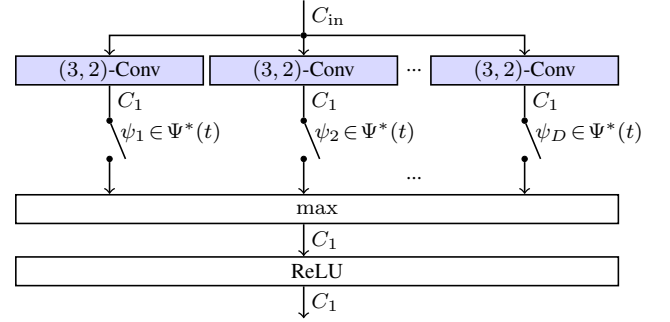 C_in
(3, 2)-Conv (3, 2)-Conv ... (3, 2)-Conv
C_1 C_1 C_1
ψ_1 ∈ Ψ*(t) ψ_2 ∈ Ψ*(t) ψ_D ∈ Ψ*(t)
...
max
C_1
ReLU
C_1